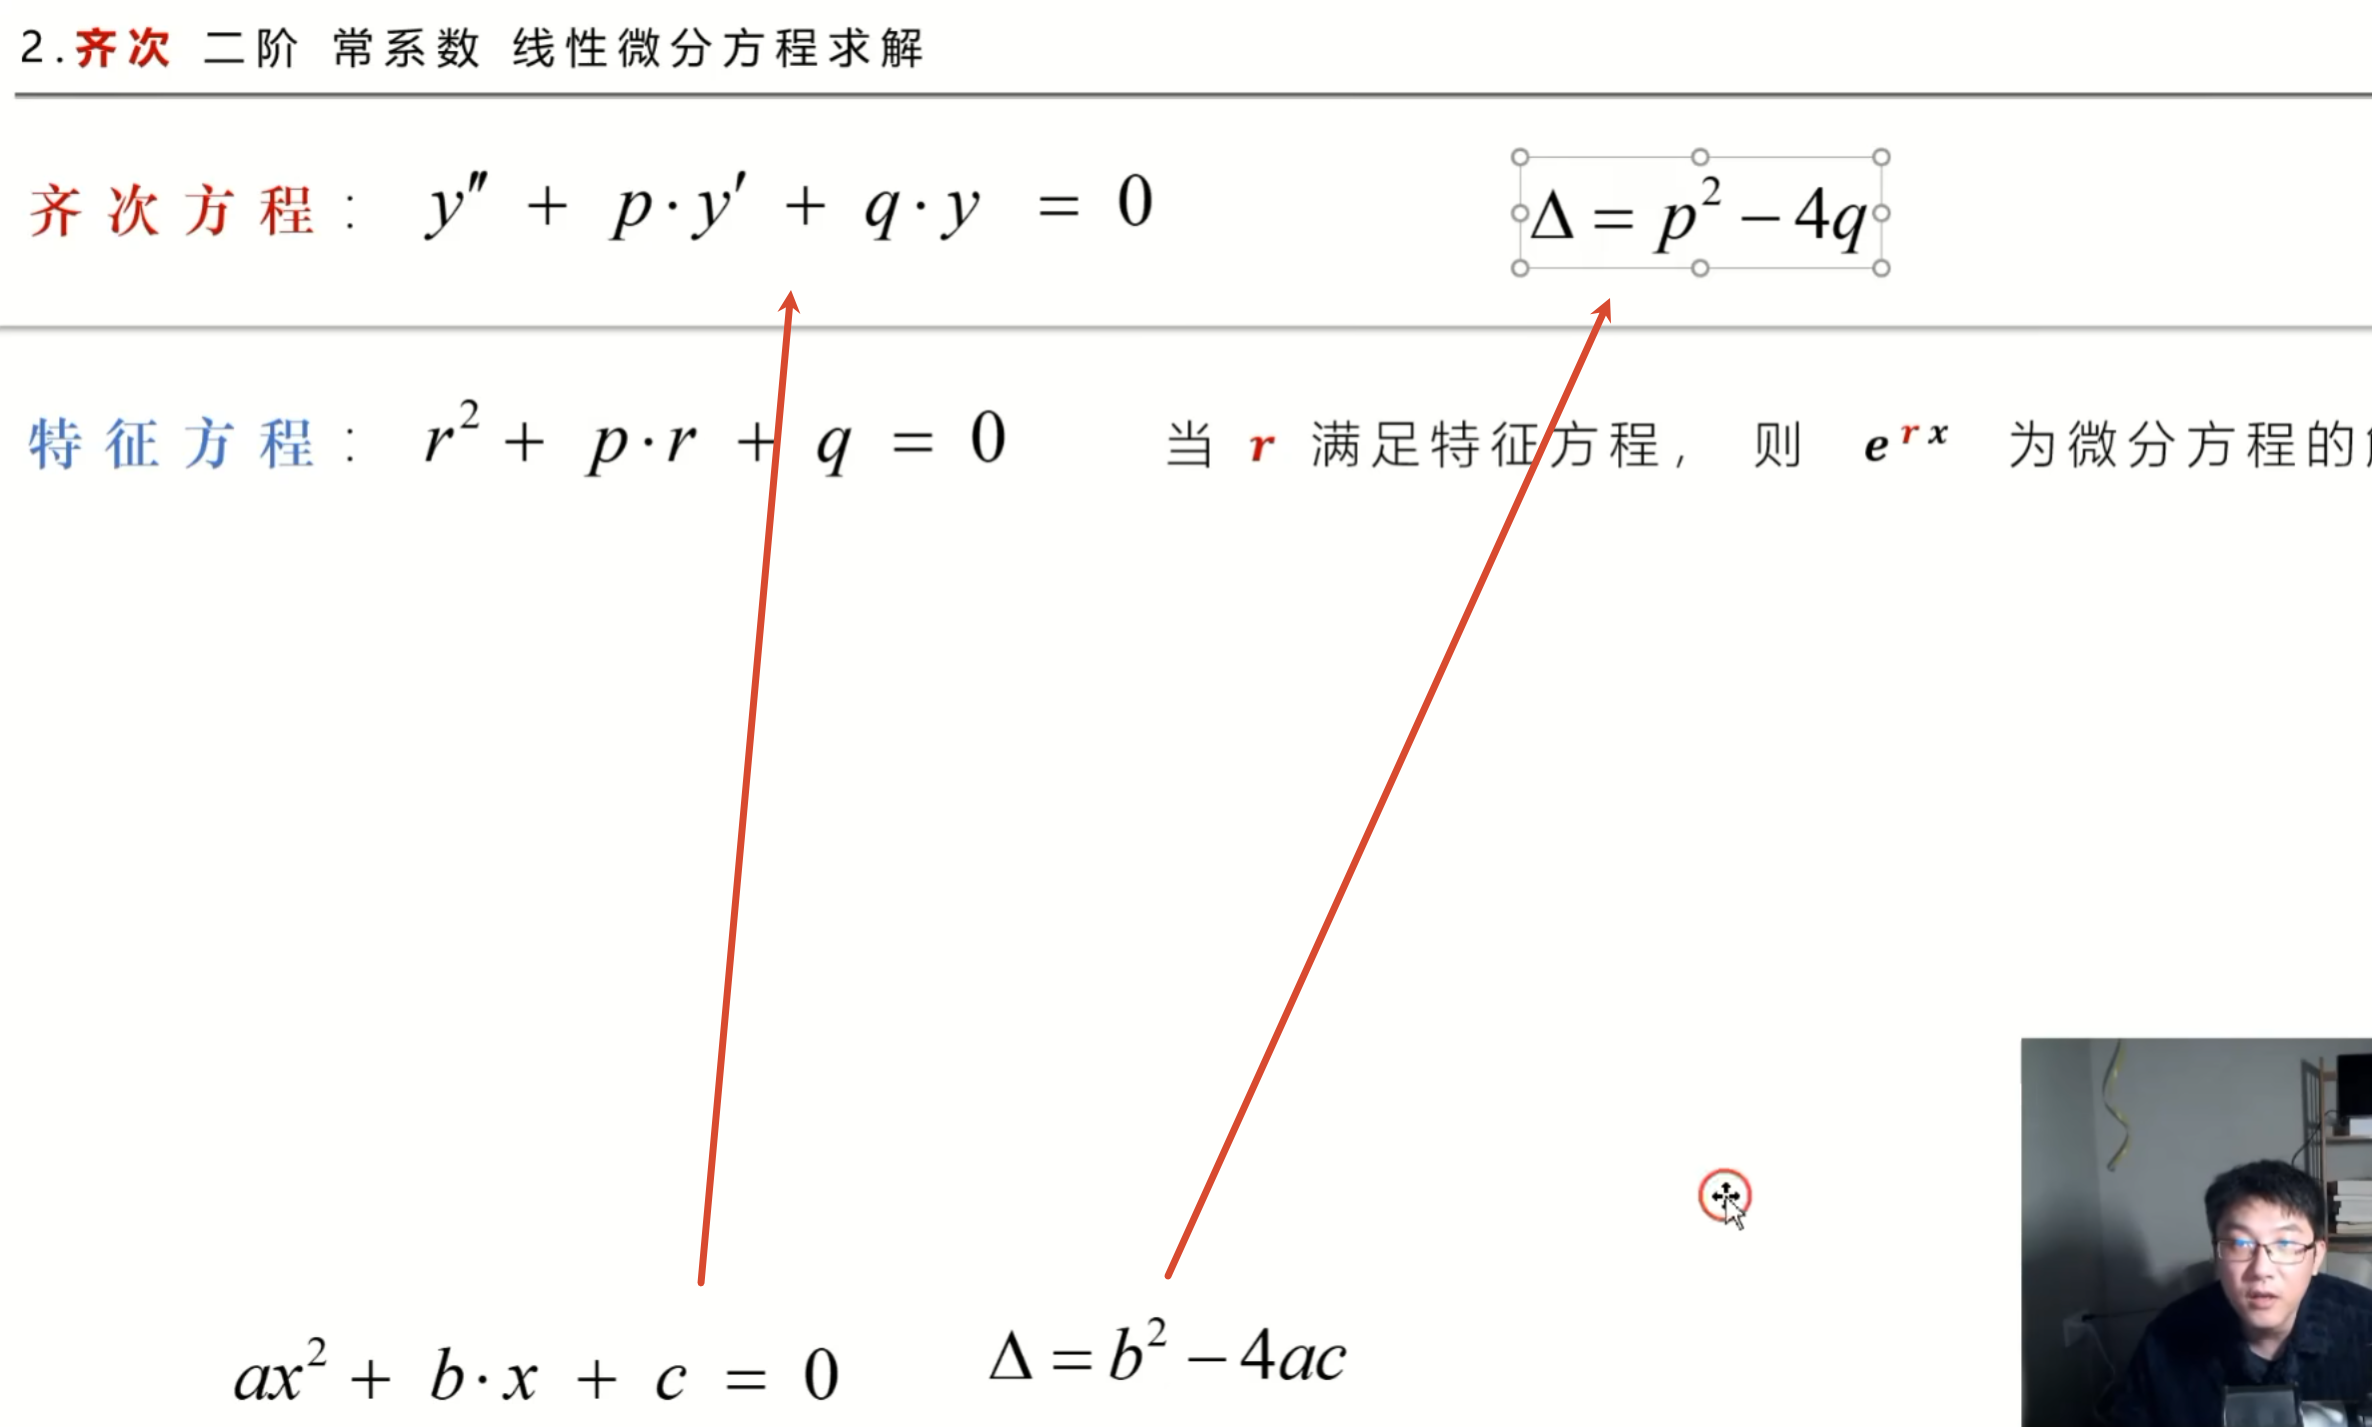 2.齐次 二阶 常系数 线性微分方程求解
齐次方程: y″ + p·y′ + q·y = 0 Δ = p² − 4q
特征方程: r² + p·r + q = 0 当 r 满足特征方程, 则 e^{rx} 为微分方程的
ax² + b·x + c = 0 Δ = b² − 4ac